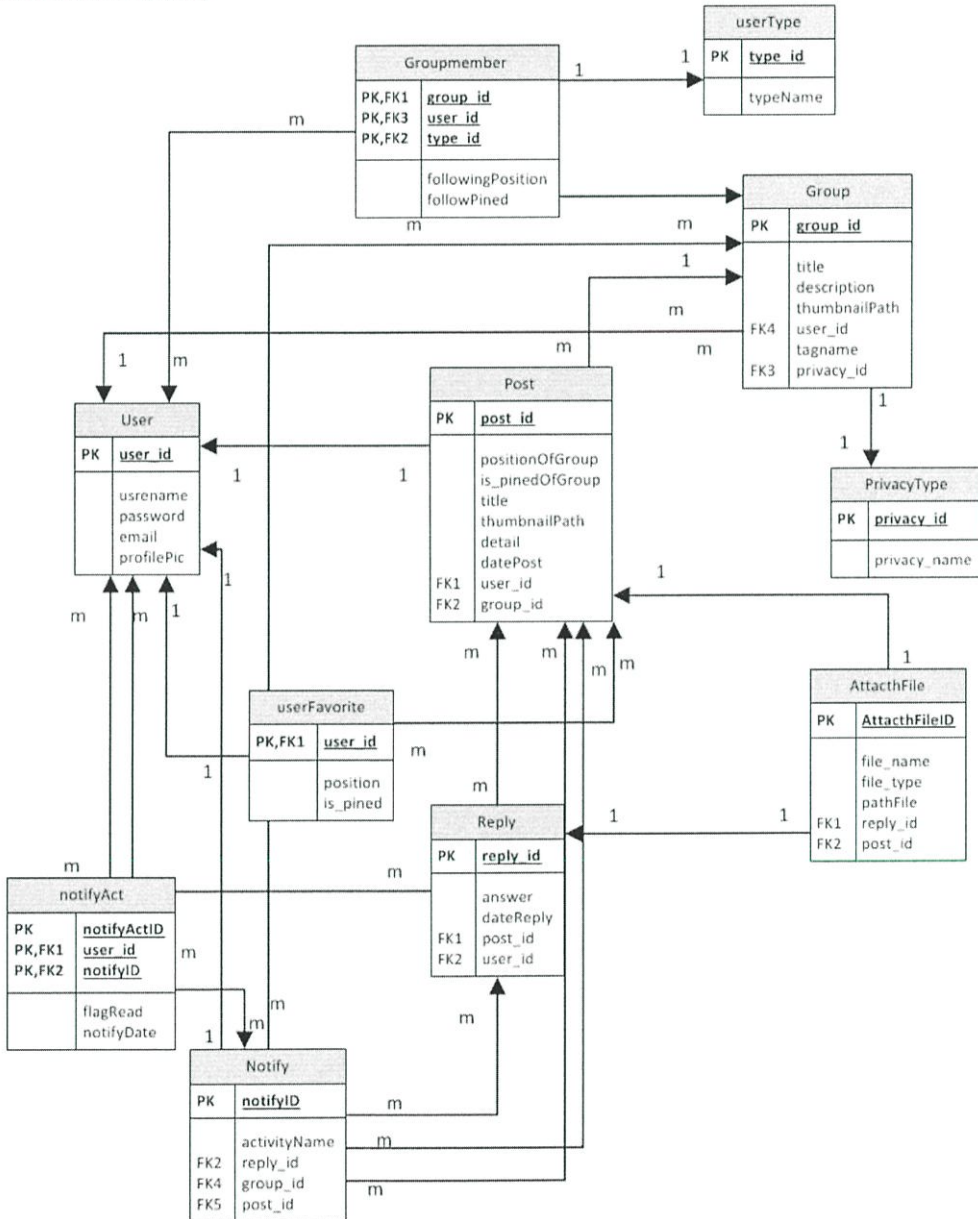 userType
PK type_id
typeName
Groupmember
PK,FK1 group_id
PK,FK3 user_id
PK,FK2 type_id
followingPosition
followPined
1
1
m
m
m
Group
PK group_id
title
description
thumbnailPath
FK4 user_id
tagname
FK3 privacy_id
1
m
m
m
1
m
Post
PK post_id
positionOfGroup
is_pinedOfGroup
title
thumbnailPath
detail
datePost
FK1 user_id
FK2 group_id
User
PK user_id
usrename
password
email
profilePic
1
1
1
1
PrivacyType
PK privacy_id
privacy_name
1
1
m
m
1
m
m
m
m
1
AttacthFile
PK AttacthFileID
file_name
file_type
pathFile
FK1 reply_id
FK2 post_id
userFavorite
PK,FK1 user_id
position
is_pined
m
1
m
1
1
Reply
PK reply_id
answer
dateReply
FK1 post_id
FK2 user_id
m
m
notifyAct
PK notifyActID
PK,FK1 user_id
PK,FK2 notifyID
flagRead
notifyDate
m
m
m
m
1
Notify
PK notifyID
activityName
FK2 reply_id
FK4 group_id
FK5 post_id
m
m
m